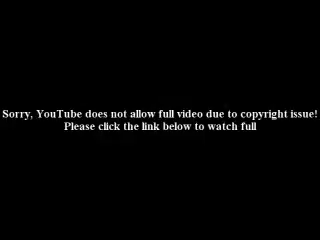 Sorry, YouTube does not allow full video due to copyright issue!
Please click the link below to watch full